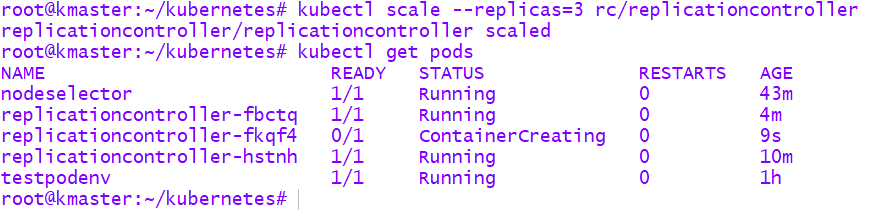 root@kmaster:~/kubernetes# kubectl scale --replicas=3 rc/replicationcontroller
replicationcontroller/replicationcontroller scaled
root@kmaster:~/kubernetes# kubectl get pods
NAME READY STATUS RESTARTS AGE
nodeselector 1/1 Running 0 43m
replicationcontroller-fbctq 1/1 Running 0 4m
replicationcontroller-fkqf4 0/1 ContainerCreating 0 9s
replicationcontroller-hstnh 1/1 Running 0 10m
testpodenv 1/1 Running 0 1h
root@kmaster:~/kubernetes#